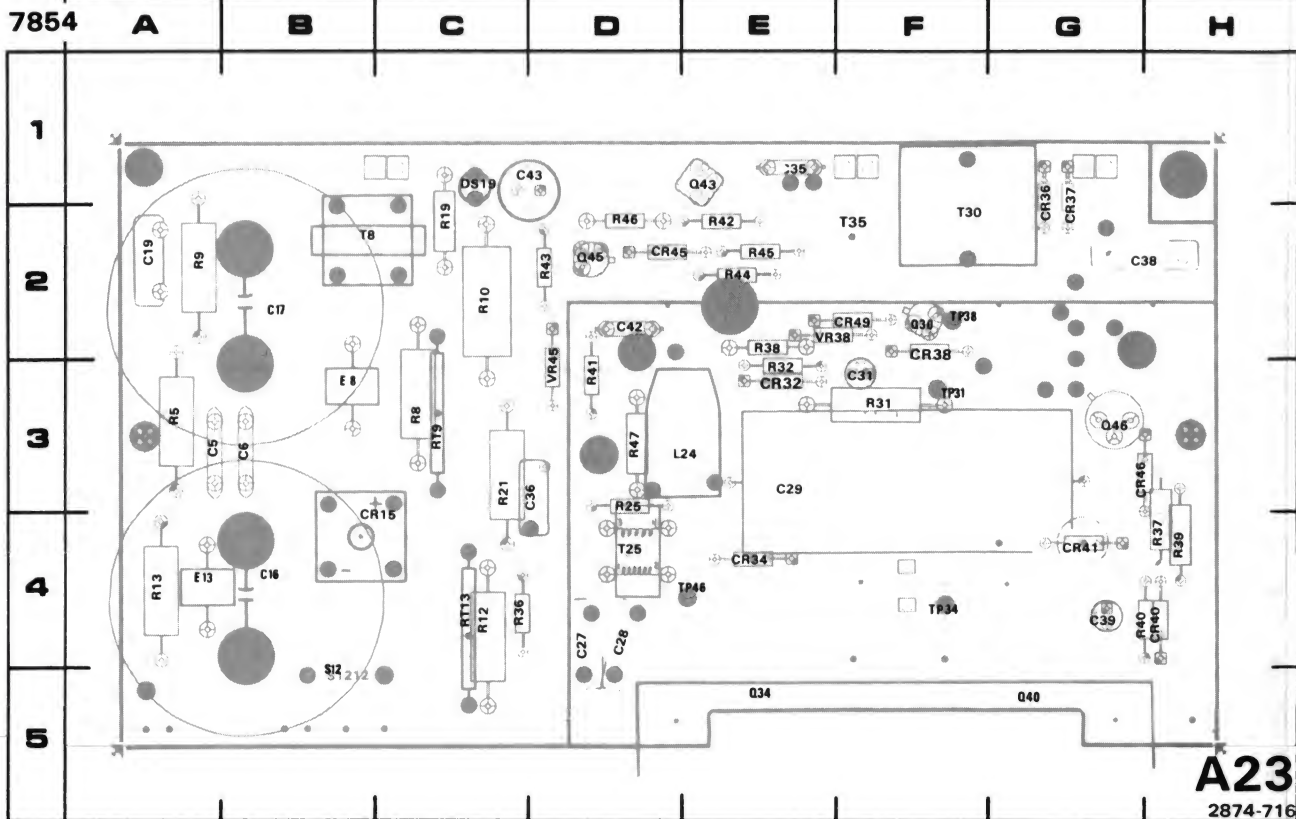 7854 A B C D E F G H
1
DS19 C43 Q43 C35 CR36 CR37
R19 R46 R42 T35 T30
C19 R9 T8 Q45 CR45 R45 C38
2
R43 R44
R10
C17 C42 CR49 Q38 TP38
VR38
R38 CR38
VR45 R41 R32 C31
E8 CR32 TP31
R5 R8 R31
3
C5 C6 RT9 R47 L24 Q46
R21 C36 C29 CR46
R25
CR15 + R37 R39
T25 CR41
CR34
4
R13 E13 C16 -
RT13 R12 R36 TP46 TP34 C39 R40 CR40
C27 C28
S12 S1212
Q34 Q40
5
A23
2874-716